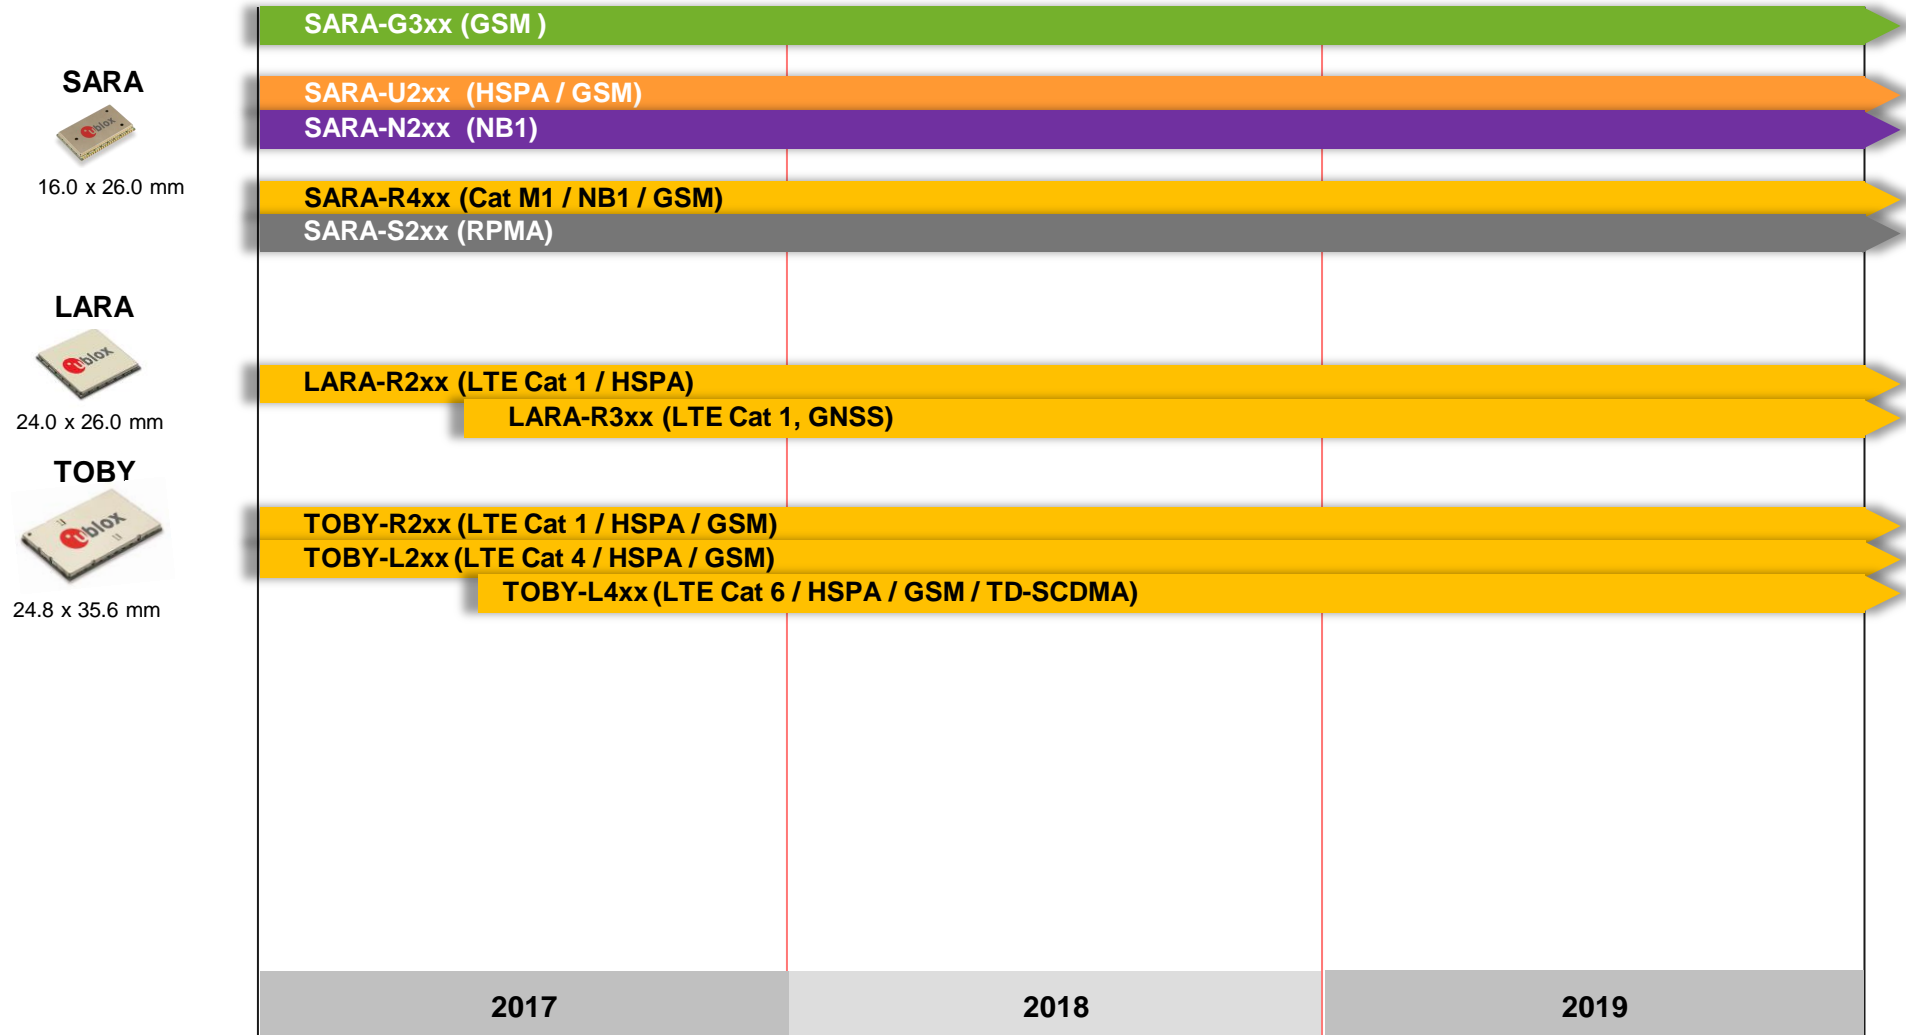 SARA-G3xx (GSM )
SARA
SARA-U2xx (HSPA / GSM)
ublox
SARA-N2xx (NB1)
16.0 x 26.0 mm
SARA-R4xx (Cat M1 / NB1 / GSM)
SARA-S2xx (RPMA)
LARA
ublox
LARA-R2xx (LTE Cat 1 / HSPA)
24.0 x 26.0 mm
LARA-R3xx (LTE Cat 1, GNSS)
TOBY
ublox
TOBY-R2xx (LTE Cat 1 / HSPA / GSM)
TOBY-L2xx (LTE Cat 4 / HSPA / GSM)
TOBY-L4xx (LTE Cat 6 / HSPA / GSM / TD-SCDMA)
24.8 x 35.6 mm
2017
2018
2019